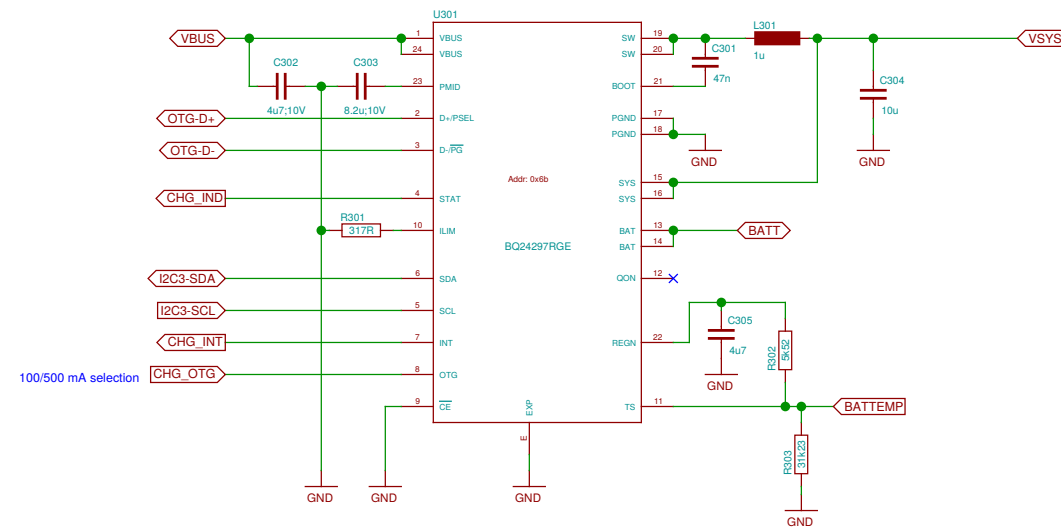 U301
VBUS
1
VBUS
24
VBUS
C302
4u7;10V
C303
8.2u;10V
23
PMID
OTG-D+
2
D+/PSEL
OTG-D-
3
D-/PG
CHG_IND
4
STAT
R301
317R
10
ILIM
I2C3-SDA
6
SDA
I2C3-SCL
5
SCL
CHG_INT
7
INT
100/500 mA selection
CHG_OTG
8
OTG
9
CE
GND
GND
Addr: 0x6b
BQ24297RGE
EXP
E
GND
SW
19
SW
20
C301
47n
L301
1u
VSYS
BOOT
21
C304
10u
GND
PGND
17
PGND
18
GND
SYS
15
SYS
16
BAT
13
BAT
14
BATT
QON
12
REGN
22
C305
4u7
GND
R302
5k52
TS
11
BATTEMP
R303
31k23
GND